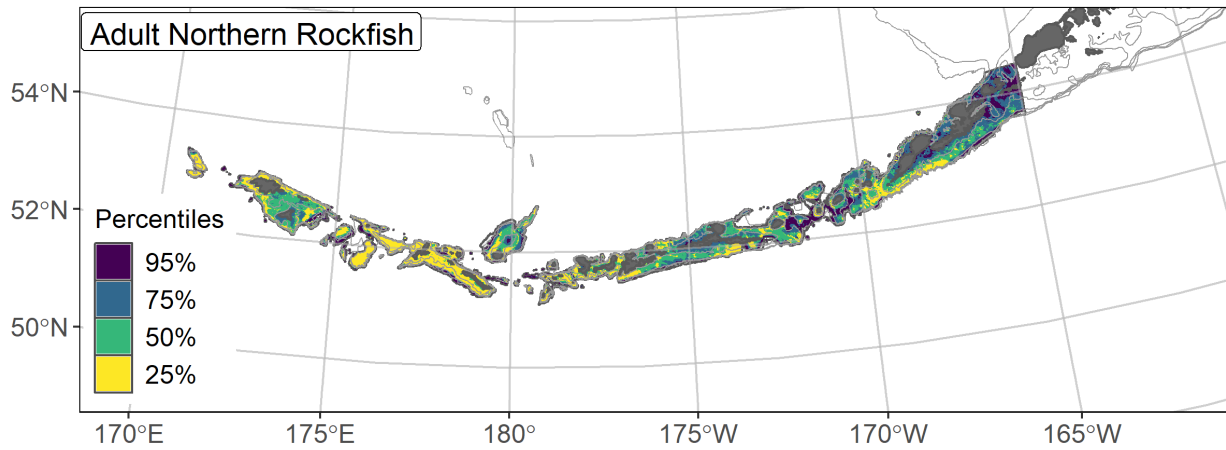 Adult Northern Rockfish
54°N
52°N
50°N
Percentiles
95%
75%
50%
25%
170°E
175°E
180°
175°W
170°W
165°W